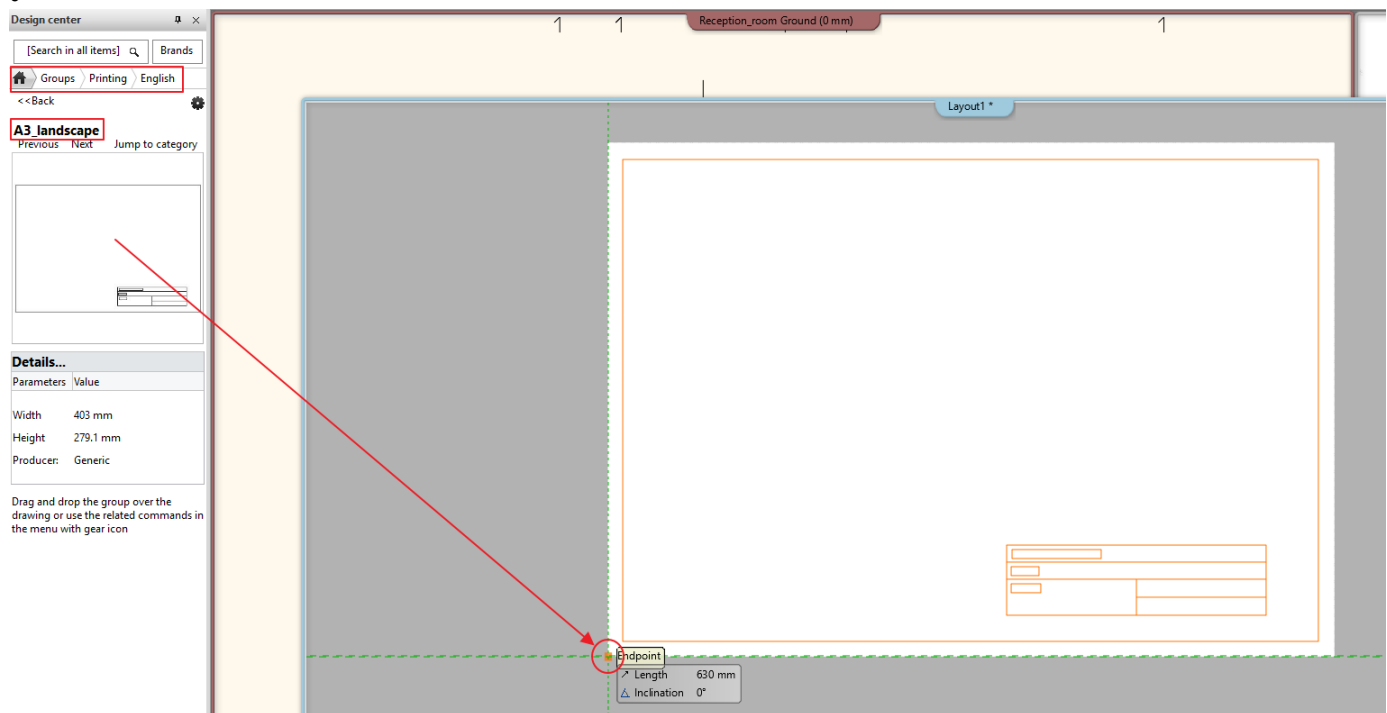 Design center
[Search in all items] Brands
Groups Printing English
<<Back
A3_landscape
Previous Next Jump to category
Details...
Parameters Value
Width 403 mm
Height 279.1 mm
Producer: Generic
Drag and drop the group over the
drawing or use the related commands in
the menu with gear icon
1 1 Reception_room Ground (0 mm) 1
Layout1 *
Endpoint
Length 630 mm
Inclination 0°